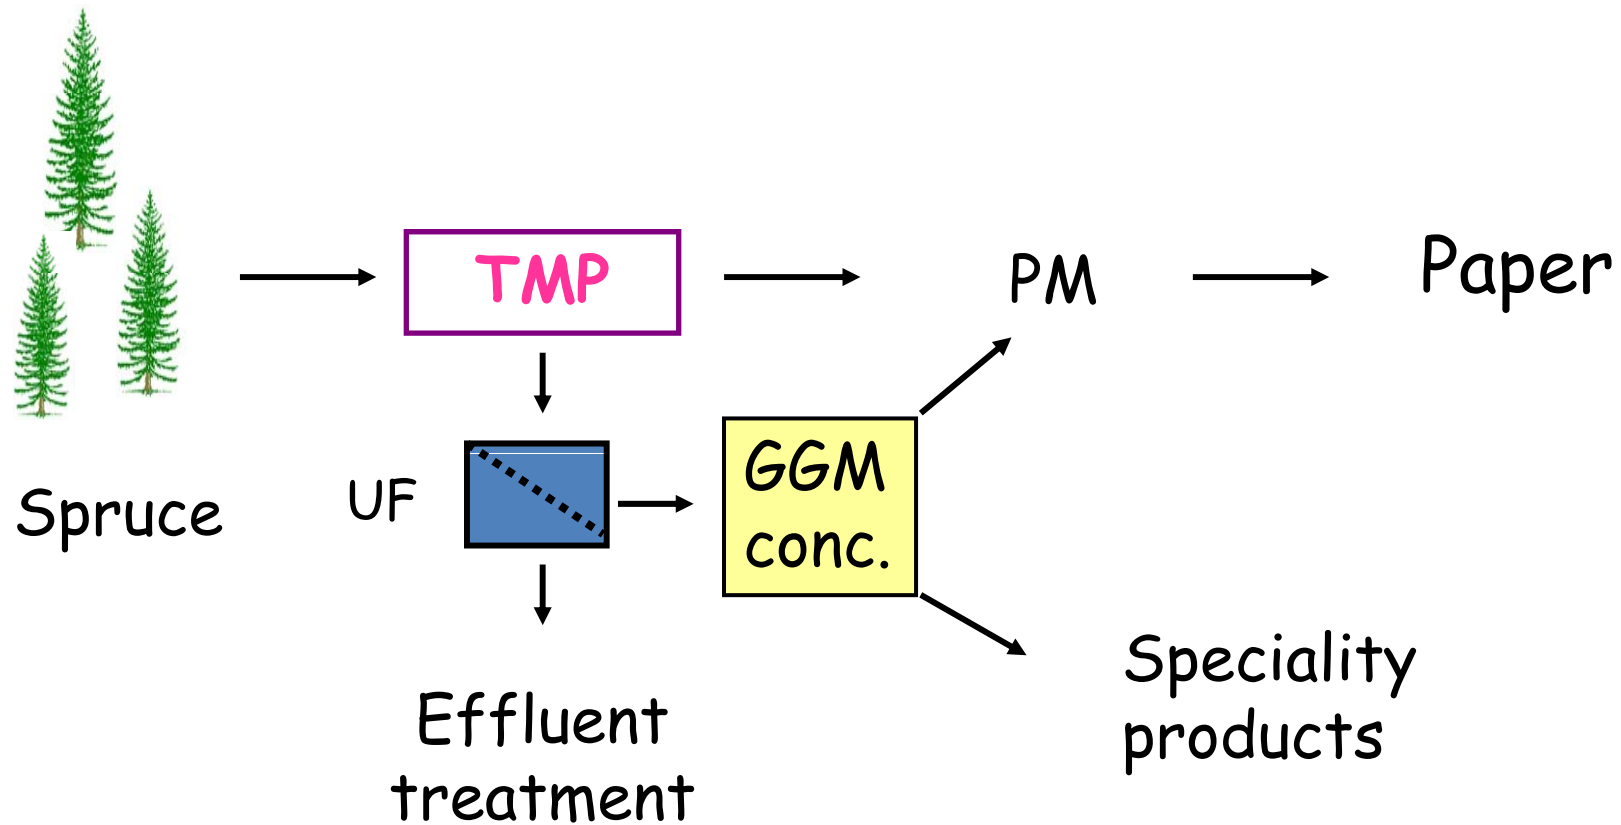 TMP
PM
Paper
Spruce
UF
GGM
conc.
Effluent
treatment
Speciality
products